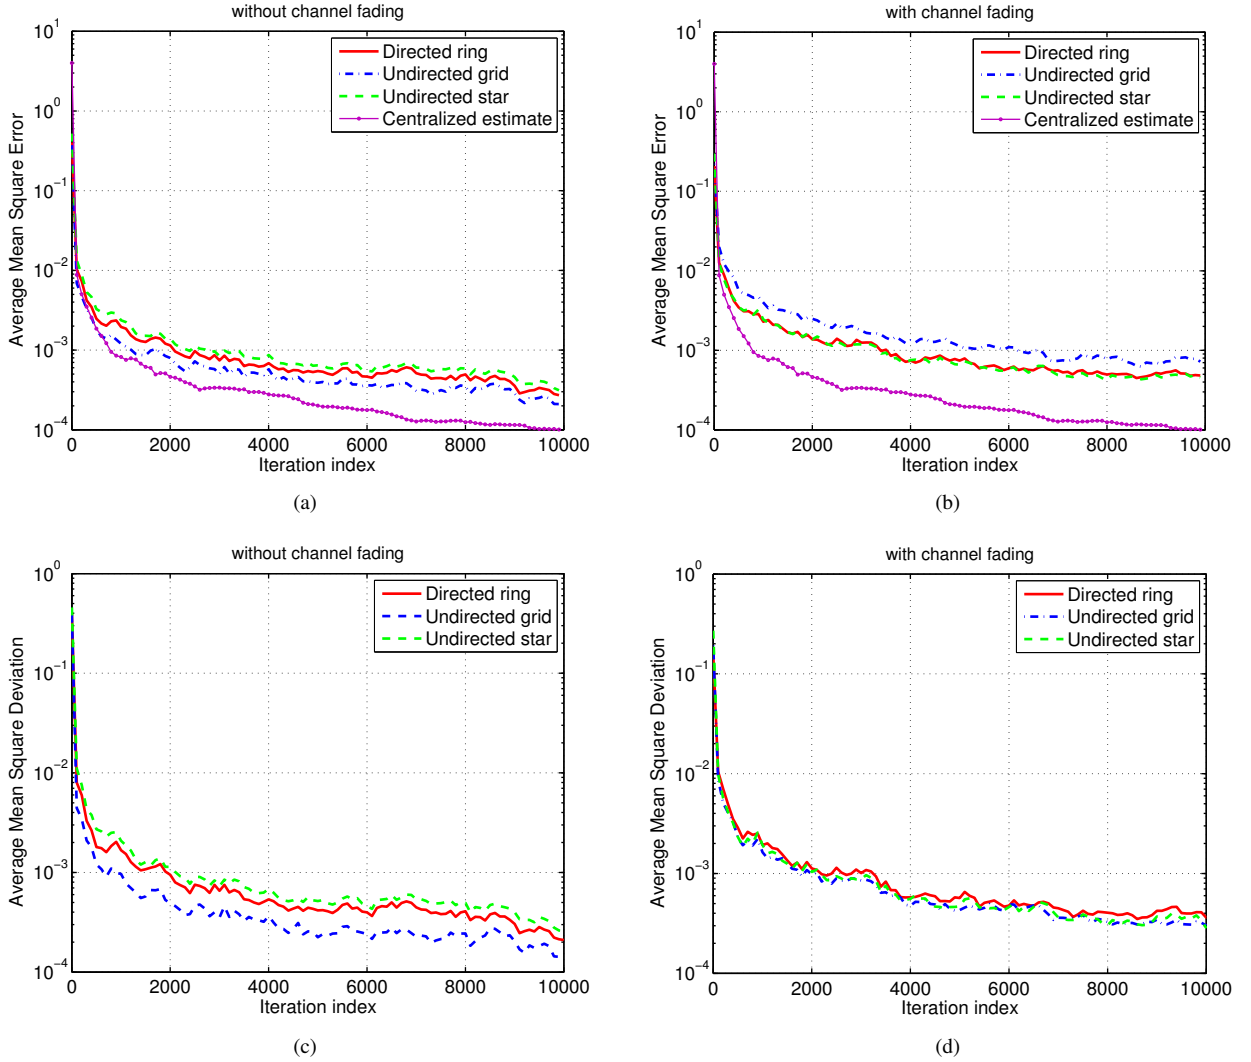 without channel fading
10^1
10^0
10^-1
10^-2
10^-3
10^-4
Average Mean Square Error
Directed ring
Undirected grid
Undirected star
Centralized estimate
0 2000 4000 6000 8000 10000
Iteration index
(a)
with channel fading
10^1
10^0
10^-1
10^-2
10^-3
10^-4
Average Mean Square Error
Directed ring
Undirected grid
Undirected star
Centralized estimate
0 2000 4000 6000 8000 10000
Iteration index
(b)
without channel fading
10^0
10^-1
10^-2
10^-3
10^-4
Average Mean Square Deviation
Directed ring
Undirected grid
Undirected star
0 2000 4000 6000 8000 10000
Iteration index
(c)
with channel fading
10^0
10^-1
10^-2
10^-3
10^-4
Average Mean Square Deviation
Directed ring
Undirected grid
Undirected star
0 2000 4000 6000 8000 10000
Iteration index
(d)